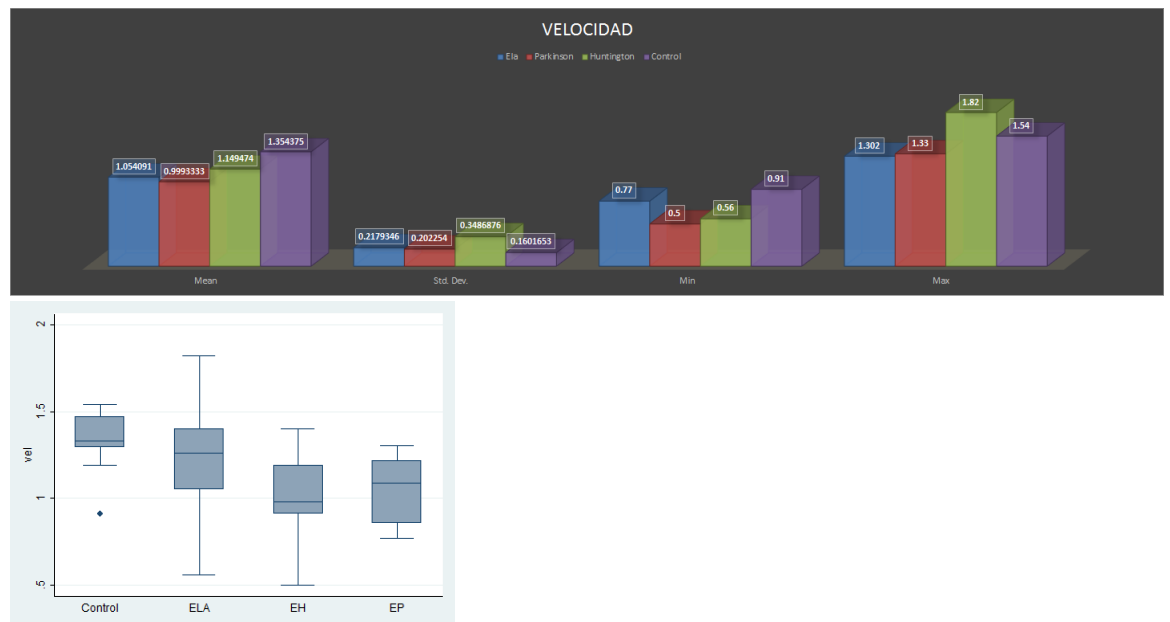 VELOCIDAD
Ela Parkinson Huntington Control
1.054091 0.9993333 1.149474 1.354375
0.2179346 0.202254 0.3486876 0.1601653
0.77 0.5 0.56 0.91
1.302 1.33 1.82 1.54
Mean Std. Dev. Min Max
vel
2
1.5
1
.5
Control ELA EH EP